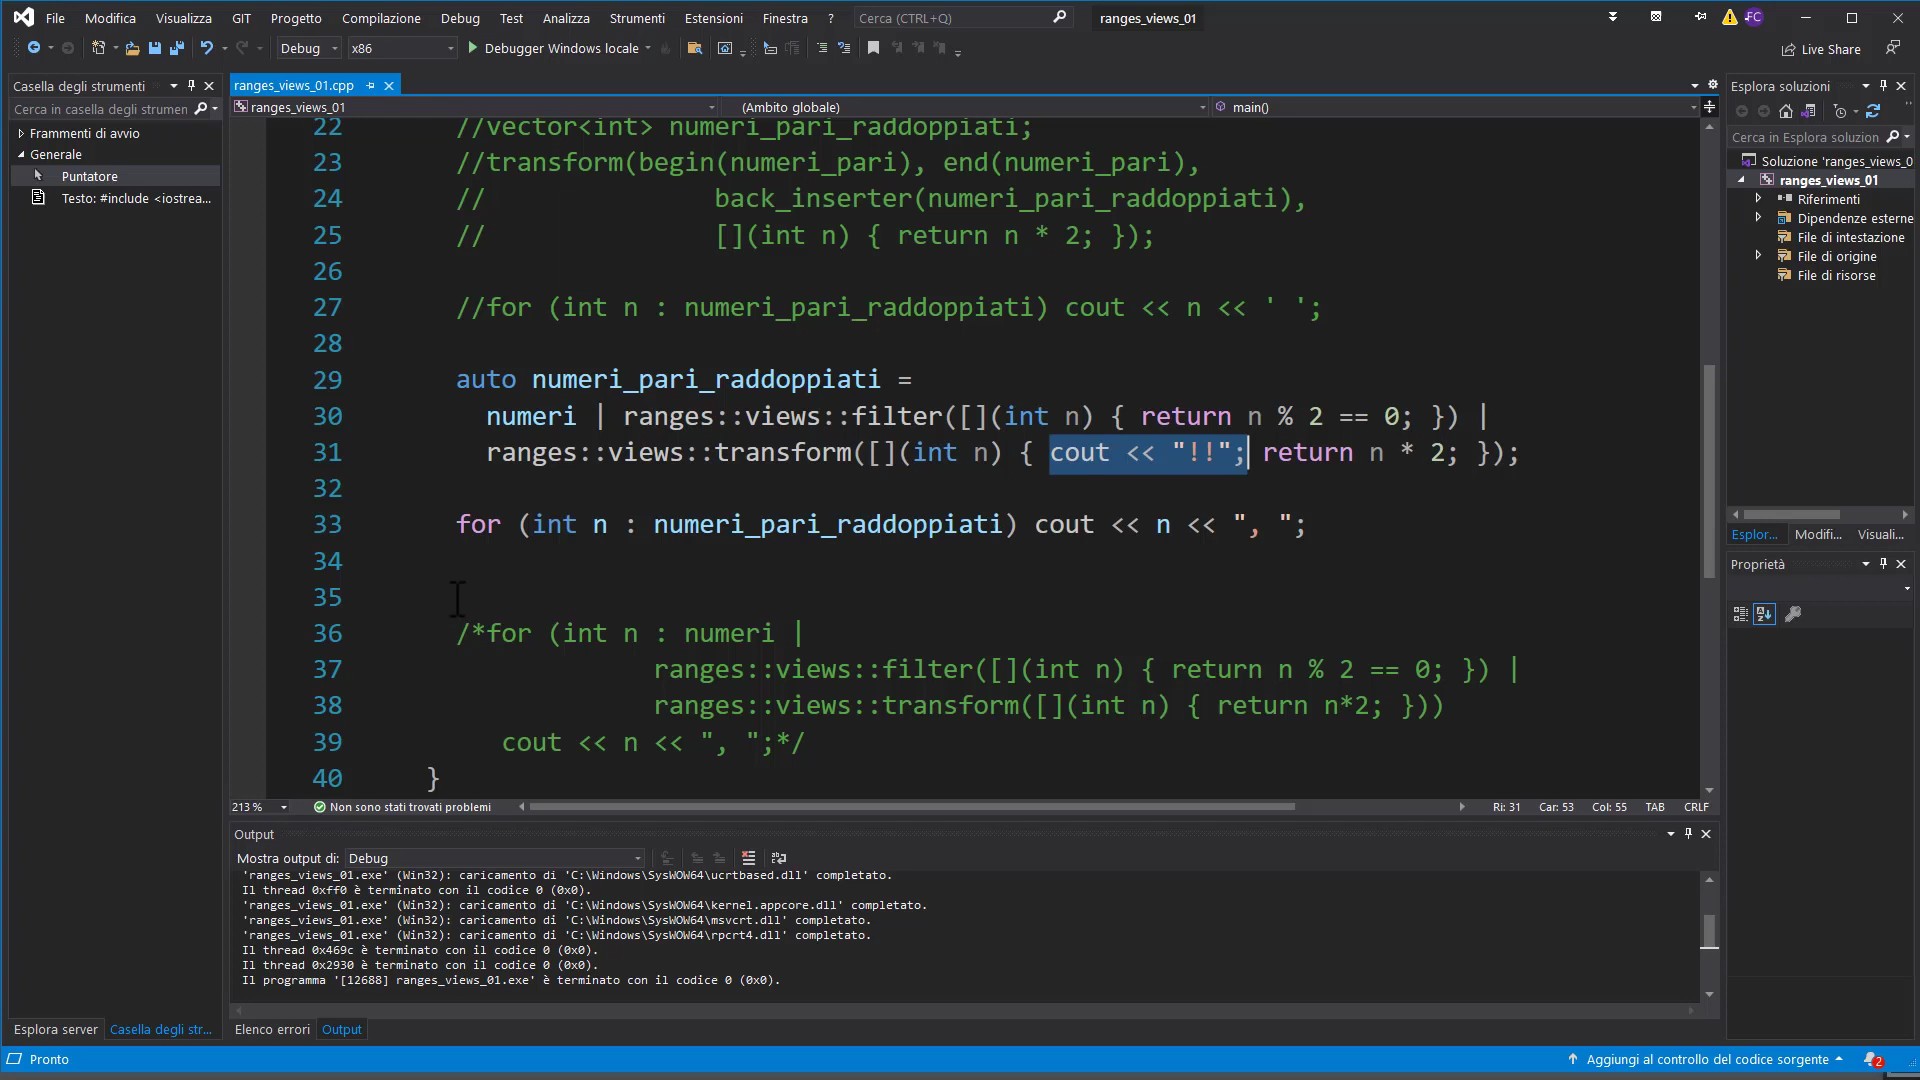 File Modifica Visualizza GIT Progetto Compilazione Debug Test Analizza Strumenti Estensioni Finestra ? Cerca (CTRL+Q) ranges_views_01 FC
Debug x86 Debugger Windows locale Live Share
Casella degli strumenti
Cerca in casella degli strumen
Frammenti di avvio
Generale
Puntatore
Testo: #include <iostrea...
ranges_views_01.cpp
ranges_views_01 (Ambito globale) main()
22 //vector<int> numeri_pari_raddoppiati;
23 //transform(begin(numeri_pari), end(numeri_pari),
24 // back_inserter(numeri_pari_raddoppiati),
25 // [](int n) { return n * 2; });
26
27 //for (int n : numeri_pari_raddoppiati) cout << n << ' ';
28
29 auto numeri_pari_raddoppiati =
30 numeri | ranges::views::filter([](int n) { return n % 2 == 0; }) |
31 ranges::views::transform([](int n) { cout << "!!"; return n * 2; });
32
33 for (int n : numeri_pari_raddoppiati) cout << n << ", ";
34
35
36 /*for (int n : numeri |
37 ranges::views::filter([](int n) { return n % 2 == 0; }) |
38 ranges::views::transform([](int n) { return n*2; }))
39 cout << n << ", ";*/
40 }
213 % Non sono stati trovati problemi Ri: 31 Car: 53 Col: 55 TAB CRLF
Output
Mostra output di: Debug
'ranges_views_01.exe' (Win32): caricamento di 'C:\Windows\SysWOW64\ucrtbased.dll' completato.
Il thread 0xff0 è terminato con il codice 0 (0x0).
'ranges_views_01.exe' (Win32): caricamento di 'C:\Windows\SysWOW64\kernel.appcore.dll' completato.
'ranges_views_01.exe' (Win32): caricamento di 'C:\Windows\SysWOW64\msvcrt.dll' completato.
'ranges_views_01.exe' (Win32): caricamento di 'C:\Windows\SysWOW64\rpcrt4.dll' completato.
Il thread 0x469c è terminato con il codice 0 (0x0).
Il thread 0x2930 è terminato con il codice 0 (0x0).
Il programma '[12688] ranges_views_01.exe' è terminato con il codice 0 (0x0).
Esplora server Casella degli str... Elenco errori Output
Esplora soluzioni
Cerca in Esplora soluzion
Soluzione 'ranges_views_0
ranges_views_01
Riferimenti
Dipendenze esterne
File di intestazione
File di origine
File di risorse
Esplor... Modifi... Visuali...
Proprietà
Pronto Aggiungi al controllo del codice sorgente 2